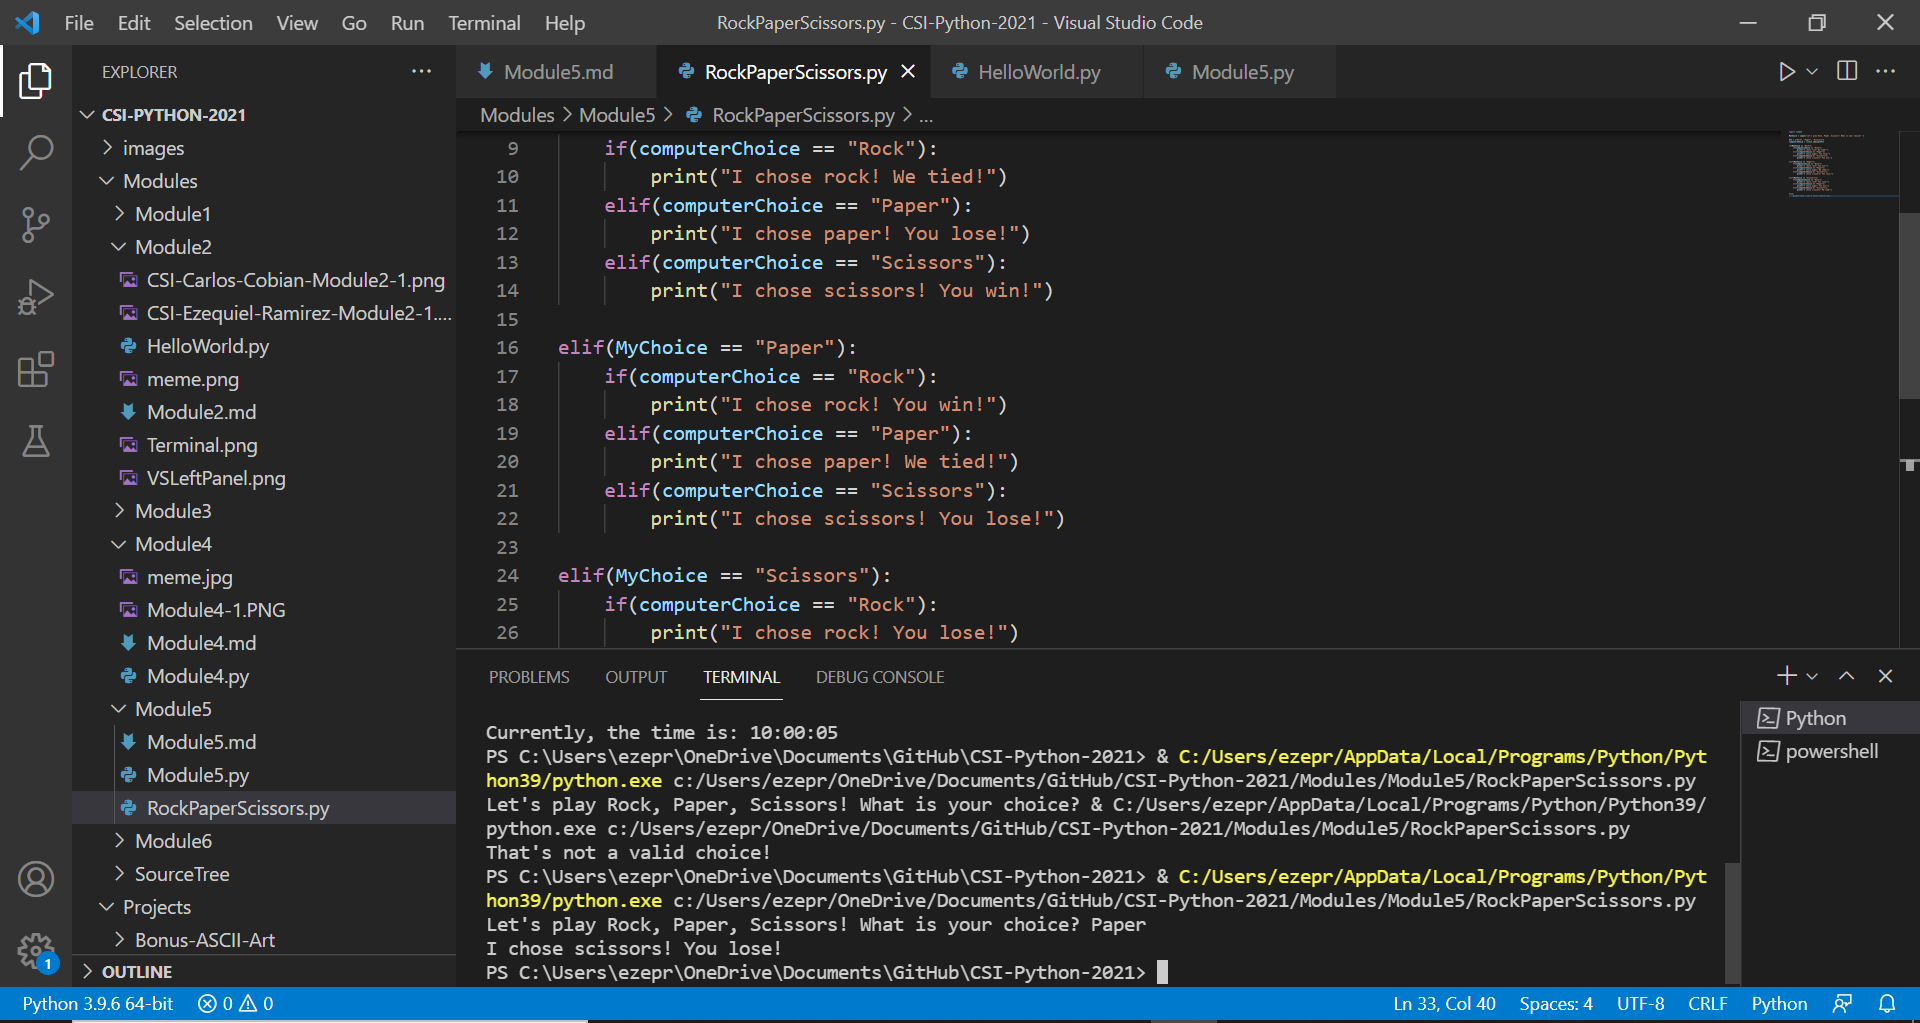 File Edit Selection View Go Run Terminal Help
RockPaperScissors.py - CSI-Python-2021 - Visual Studio Code
EXPLORER
CSI-PYTHON-2021
images
Modules
Module1
Module2
CSI-Carlos-Cobian-Module2-1.png
CSI-Ezequiel-Ramirez-Module2-1....
HelloWorld.py
meme.png
Module2.md
Terminal.png
VSLeftPanel.png
Module3
Module4
meme.jpg
Module4-1.PNG
Module4.md
Module4.py
Module5
Module5.md
Module5.py
RockPaperScissors.py
Module6
SourceTree
Projects
Bonus-ASCII-Art
OUTLINE
Module5.md RockPaperScissors.py HelloWorld.py Module5.py
Modules > Module5 > RockPaperScissors.py > ...
9 if(computerChoice == "Rock"):
10 print("I chose rock! We tied!")
11 elif(computerChoice == "Paper"):
12 print("I chose paper! You lose!")
13 elif(computerChoice == "Scissors"):
14 print("I chose scissors! You win!")
15
16 elif(MyChoice == "Paper"):
17 if(computerChoice == "Rock"):
18 print("I chose rock! You win!")
19 elif(computerChoice == "Paper"):
20 print("I chose paper! We tied!")
21 elif(computerChoice == "Scissors"):
22 print("I chose scissors! You lose!")
23
24 elif(MyChoice == "Scissors"):
25 if(computerChoice == "Rock"):
26 print("I chose rock! You lose!")
PROBLEMS OUTPUT TERMINAL DEBUG CONSOLE
Currently, the time is: 10:00:05
PS C:\Users\ezepr\OneDrive\Documents\GitHub\CSI-Python-2021> & C:/Users/ezepr/AppData/Local/Programs/Python/Pyt
hon39/python.exe c:/Users/ezepr/OneDrive/Documents/GitHub/CSI-Python-2021/Modules/Module5/RockPaperScissors.py
Let's play Rock, Paper, Scissors! What is your choice? & C:/Users/ezepr/AppData/Local/Programs/Python/Python39/
python.exe c:/Users/ezepr/OneDrive/Documents/GitHub/CSI-Python-2021/Modules/Module5/RockPaperScissors.py
That's not a valid choice!
PS C:\Users\ezepr\OneDrive\Documents\GitHub\CSI-Python-2021> & C:/Users/ezepr/AppData/Local/Programs/Python/Pyt
hon39/python.exe c:/Users/ezepr/OneDrive/Documents/GitHub/CSI-Python-2021/Modules/Module5/RockPaperScissors.py
Let's play Rock, Paper, Scissors! What is your choice? Paper
I chose scissors! You lose!
PS C:\Users\ezepr\OneDrive\Documents\GitHub\CSI-Python-2021>
Python
powershell
1
Python 3.9.6 64-bit 0 0 Ln 33, Col 40 Spaces: 4 UTF-8 CRLF Python